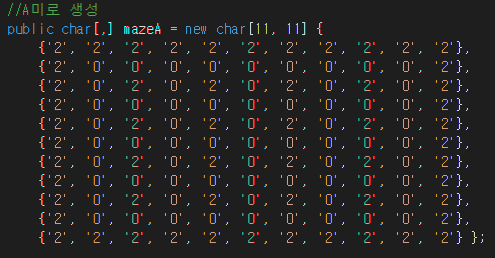 //A미로 생성
public char[,] mazeA = new char[11, 11] {
{'2', '2', '2', '2', '2', '2', '2', '2', '2', '2', '2'},
{'2', '0', '0', '0', '0', '0', '0', '0', '0', '0', '2'},
{'2', '0', '2', '0', '2', '0', '2', '0', '2', '0', '2'},
{'2', '0', '0', '0', '0', '0', '0', '0', '0', '0', '2'},
{'2', '0', '2', '0', '2', '0', '2', '0', '2', '0', '2'},
{'2', '0', '0', '0', '0', '0', '0', '0', '0', '0', '2'},
{'2', '0', '2', '0', '2', '0', '2', '0', '2', '0', '2'},
{'2', '0', '0', '0', '0', '0', '0', '0', '0', '0', '2'},
{'2', '0', '2', '0', '2', '0', '2', '0', '2', '0', '2'},
{'2', '0', '0', '0', '0', '0', '0', '0', '0', '0', '2'},
{'2', '2', '2', '2', '2', '2', '2', '2', '2', '2', '2'} };